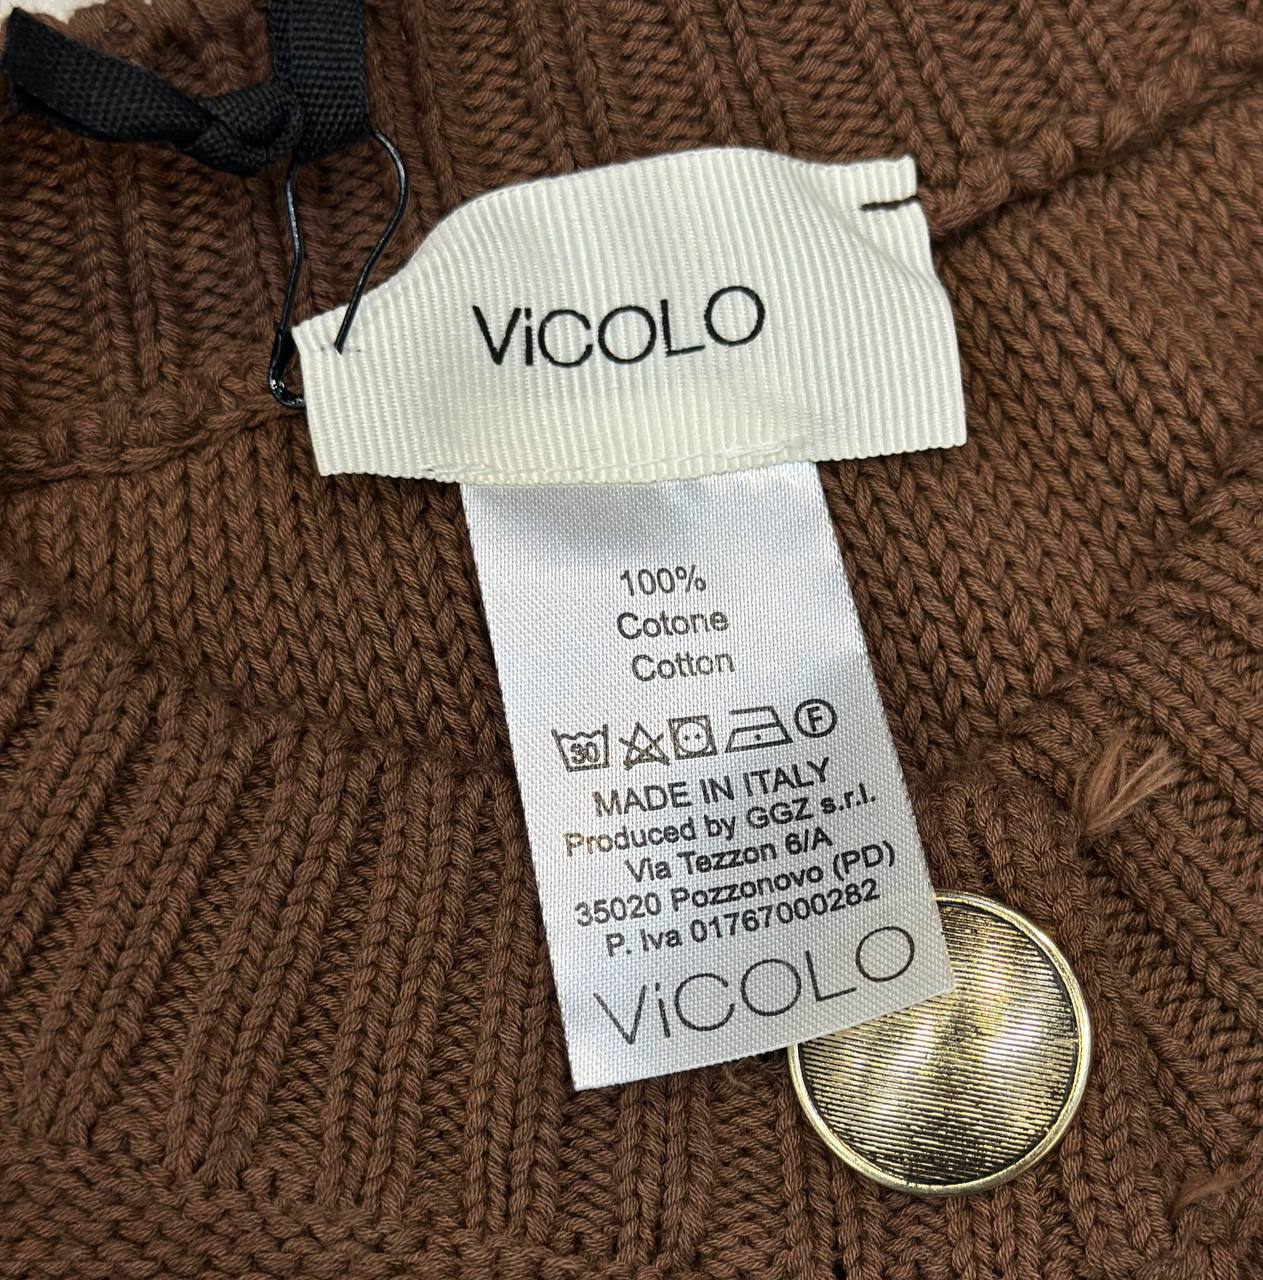 ViCOLO
100%
Cotone
Cotton
30 F
MADE IN ITALY
Produced by GGZ s.r.l.
Via Tezzon 6/A
35020 Pozzonovo (PD)
P. Iva 01767000282
ViCOLO